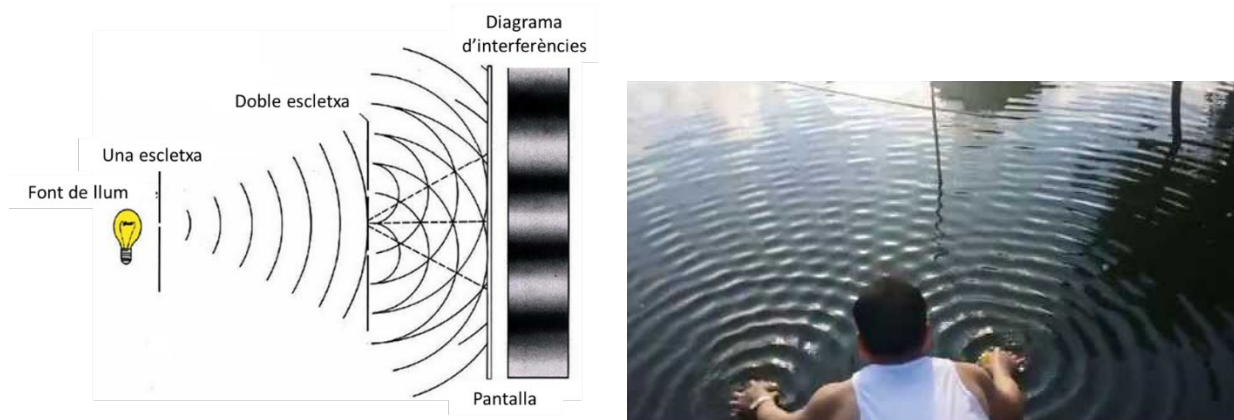 Diagrama
d'interferències
Doble escletxa
Una escletxa
Font de llum
Pantalla